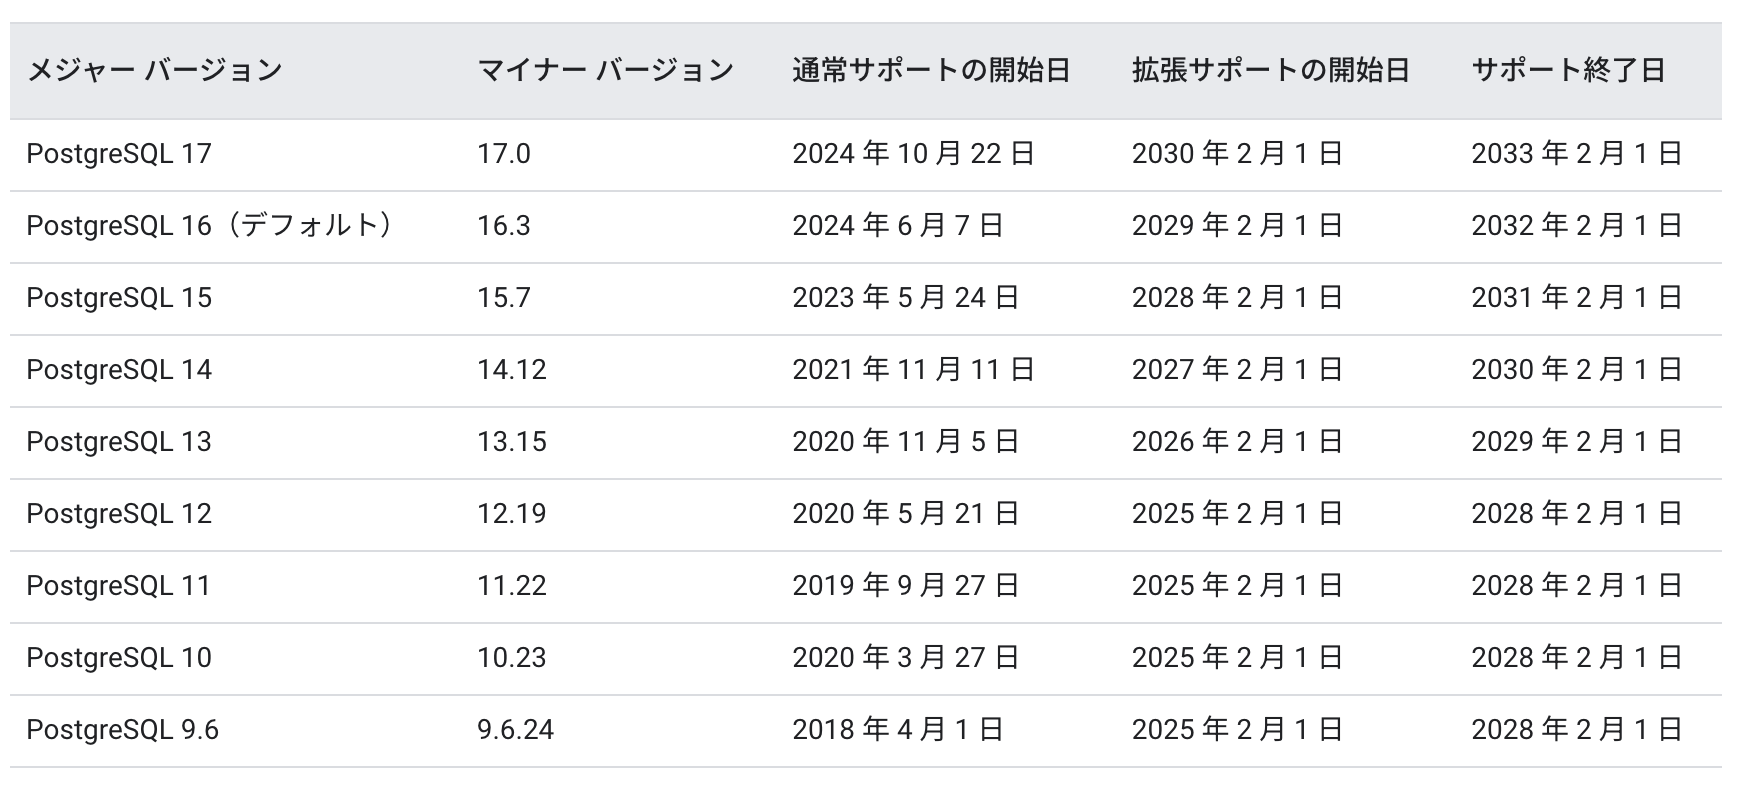 メジャー バージョン マイナー バージョン 通常サポートの開始日 拡張サポートの開始日 サポート終了日
PostgreSQL 17 17.0 2024 年 10 月 22 日 2030 年 2 月 1 日 2033 年 2 月 1 日
PostgreSQL 16（デフォルト） 16.3 2024 年 6 月 7 日 2029 年 2 月 1 日 2032 年 2 月 1 日
PostgreSQL 15 15.7 2023 年 5 月 24 日 2028 年 2 月 1 日 2031 年 2 月 1 日
PostgreSQL 14 14.12 2021 年 11 月 11 日 2027 年 2 月 1 日 2030 年 2 月 1 日
PostgreSQL 13 13.15 2020 年 11 月 5 日 2026 年 2 月 1 日 2029 年 2 月 1 日
PostgreSQL 12 12.19 2020 年 5 月 21 日 2025 年 2 月 1 日 2028 年 2 月 1 日
PostgreSQL 11 11.22 2019 年 9 月 27 日 2025 年 2 月 1 日 2028 年 2 月 1 日
PostgreSQL 10 10.23 2020 年 3 月 27 日 2025 年 2 月 1 日 2028 年 2 月 1 日
PostgreSQL 9.6 9.6.24 2018 年 4 月 1 日 2025 年 2 月 1 日 2028 年 2 月 1 日